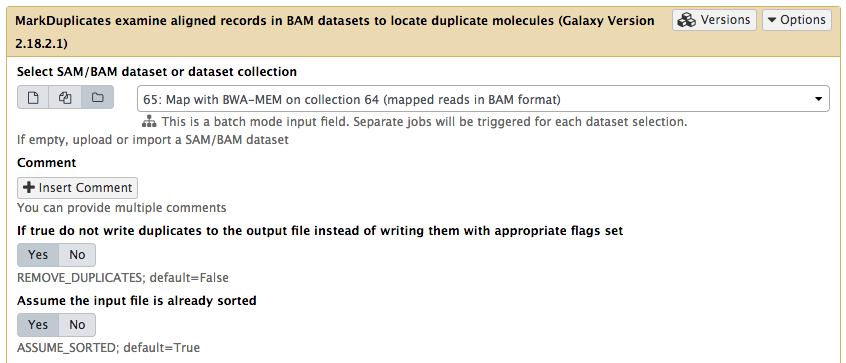 MarkDuplicates examine aligned records in BAM datasets to locate duplicate molecules (Galaxy Version
2.18.2.1)
Versions
Options
Select SAM/BAM dataset or dataset collection
65: Map with BWA-MEM on collection 64 (mapped reads in BAM format)
This is a batch mode input field. Separate jobs will be triggered for each dataset selection.
If empty, upload or import a SAM/BAM dataset
Comment
Insert Comment
You can provide multiple comments
If true do not write duplicates to the output file instead of writing them with appropriate flags set
Yes No
REMOVE_DUPLICATES; default=False
Assume the input file is already sorted
Yes No
ASSUME_SORTED; default=True